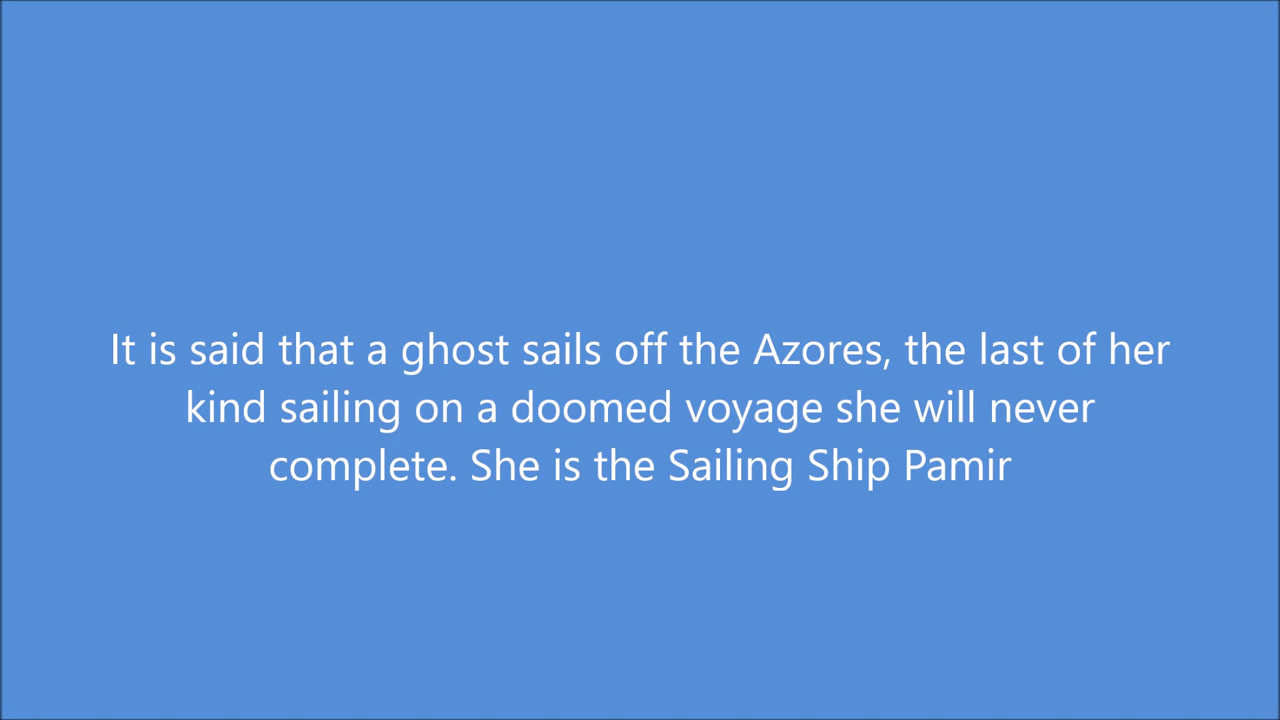 It is said that a ghost sails off the Azores, the last of her
kind sailing on a doomed voyage she will never
complete. She is the Sailing Ship Pamir